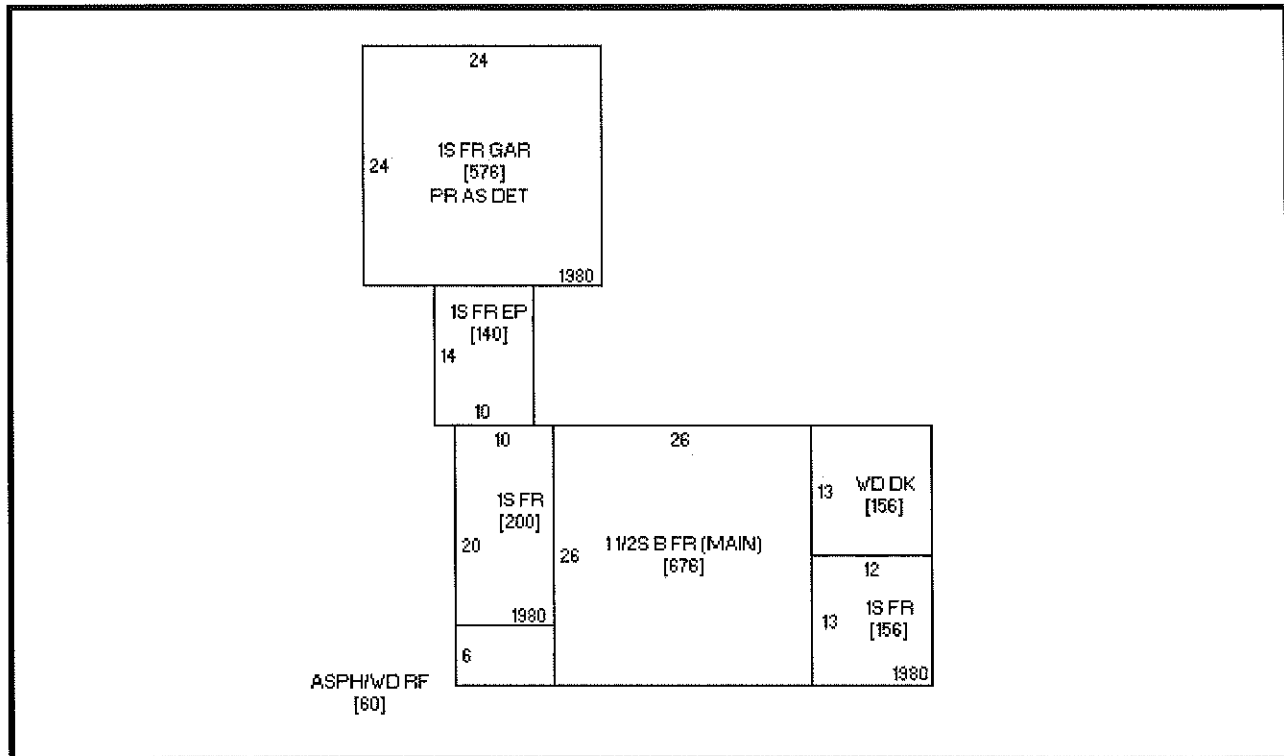 24
24
1S FR GAR
[576]
PR AS DET
1980
1S FR EP
[140]
14
10
10
26
1S FR
[200]
20
1980
26
1 1/2S B FR (MAIN)
[676]
13
WD DK
[156]
12
13
1S FR
[156]
1980
6
ASPH/WD RF
[60]